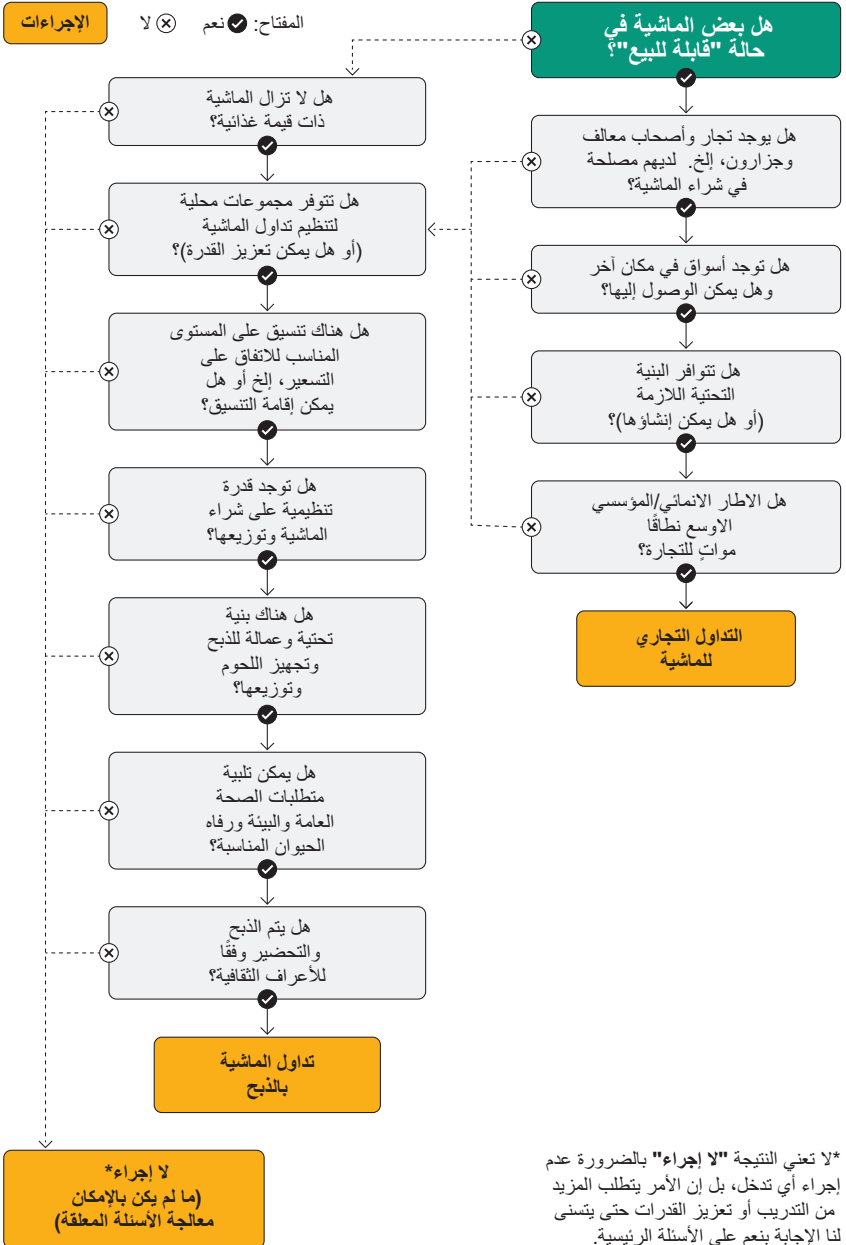 هل بعض الماشية في
حالة "قابلة للبيع"؟
المفتاح: نعم لا
الإجراءات
هل يوجد تجار وأصحاب معالف
وجزارون، إلخ. لديهم مصلحة
في شراء الماشية؟
هل توجد أسواق في مكان آخر
وهل يمكن الوصول إليها؟
هل تتوافر البنية
التحتية اللازمة
(أو هل يمكن إنشاؤها)؟
هل الاطار الانمائي/المؤسسي
الاوسع نطاقًا
مواتٍ للتجارة؟
التداول التجاري
للماشية
هل لا تزال الماشية
ذات قيمة غذائية؟
هل تتوفر مجموعات محلية
لتنظيم تداول الماشية
(أو هل يمكن تعزيز القدرة)؟
هل هناك تنسيق على المستوى
المناسب للاتفاق على
التسعير، إلخ أو هل
يمكن إقامة التنسيق؟
هل توجد قدرة
تنظيمية على شراء
الماشية وتوزيعها؟
هل هناك بنية
تحتية وعمالة للذبح
وتجهيز اللحوم
وتوزيعها؟
هل يمكن تلبية
متطلبات الصحة
العامة والبيئة ورفاه
الحيوان المناسبة؟
هل يتم الذبح
والتحضير وفقًا
للأعراف الثقافية؟
تداول الماشية
بالذبح
لا إجراء*
(ما لم يكن بالإمكان
معالجة الأسئلة المعلقة)
*لا تعني النتيجة "لا إجراء" بالضرورة عدم
إجراء أي تدخل، بل إن الأمر يتطلب المزيد
من التدريب أو تعزيز القدرات حتى يتسنى
لنا الإجابة بنعم على الأسئلة الرئيسية.